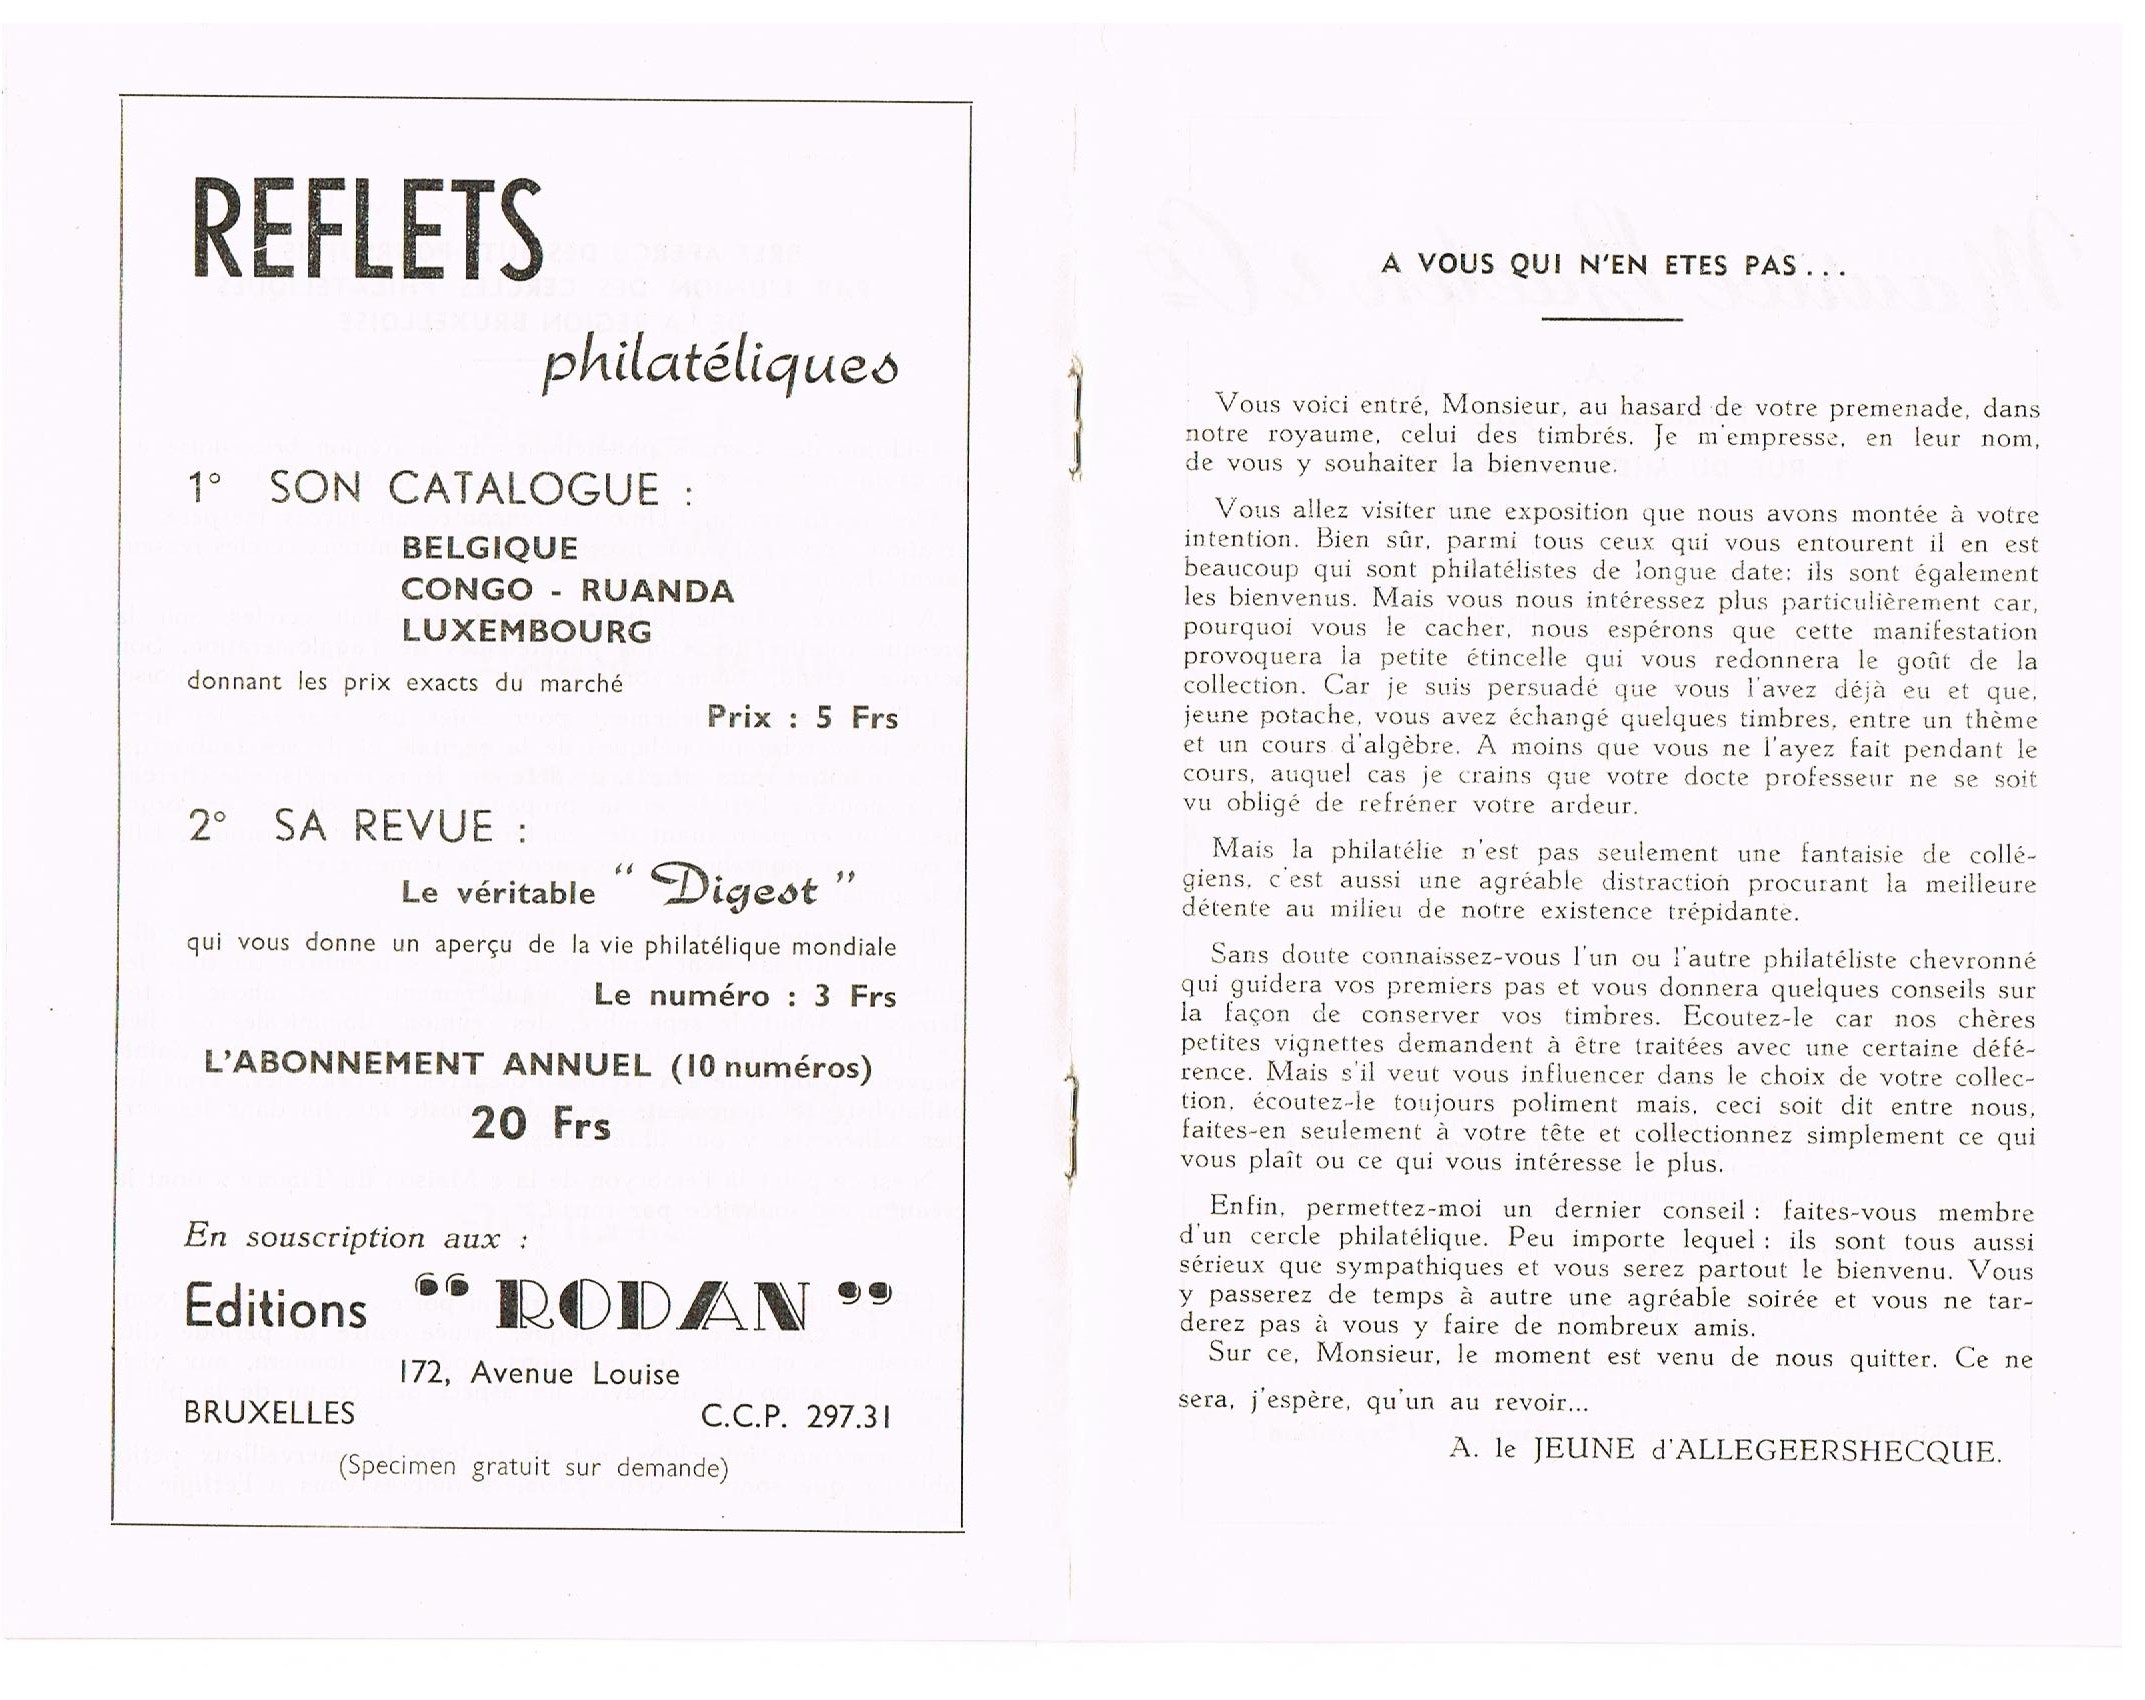 REFLETS
philatéliques
1° SON CATALOGUE :
BELGIQUE
CONGO - RUANDA
LUXEMBOURG
donnant les prix exacts du marché
Prix : 5 Frs
2° SA REVUE :
Le véritable “ Digest ”
qui vous donne un aperçu de la vie philatélique mondiale
Le numéro : 3 Frs
L'ABONNEMENT ANNUEL (10 numéros)
20 Frs
En souscription aux :
Editions “ RODAN ”
172, Avenue Louise
BRUXELLES C.C.P. 297.31
(Specimen gratuit sur demande)
A VOUS QUI N'EN ETES PAS...
Vous voici entré, Monsieur, au hasard de votre premenade, dans
notre royaume, celui des timbrés. Je m'empresse, en leur nom,
de vous y souhaiter la bienvenue.
Vous allez visiter une exposition que nous avons montée à votre
intention. Bien sûr, parmi tous ceux qui vous entourent il en est
beaucoup qui sont philatélistes de longue date: ils sont également
les bienvenus. Mais vous nous intéressez plus particulièrement car,
pourquoi vous le cacher, nous espérons que cette manifestation
provoquera la petite étincelle qui vous redonnera le goût de la
collection. Car je suis persuadé que vous l'avez déjà eu et que,
jeune potache, vous avez échangé quelques timbres, entre un thème
et un cours d'algèbre. A moins que vous ne l'ayez fait pendant le
cours, auquel cas je crains que votre docte professeur ne se soit
vu obligé de refréner votre ardeur.
Mais la philatélie n'est pas seulement une fantaisie de collé-
giens, c'est aussi une agréable distraction procurant la meilleure
détente au milieu de notre existence trépidante.
Sans doute connaissez-vous l'un ou l'autre philatéliste chevronné
qui guidera vos premiers pas et vous donnera quelques conseils sur
la façon de conserver vos timbres. Ecoutez-le car nos chères
petites vignettes demandent à être traitées avec une certaine défé-
rence. Mais s'il veut vous influencer dans le choix de votre collec-
tion, écoutez-le toujours poliment mais, ceci soit dit entre nous,
faites-en seulement à votre tête et collectionnez simplement ce qui
vous plaît ou ce qui vous intéresse le plus.
Enfin, permettez-moi un dernier conseil : faites-vous membre
d'un cercle philatélique. Peu importe lequel : ils sont tous aussi
sérieux que sympathiques et vous serez partout le bienvenu. Vous
y passerez de temps à autre une agréable soirée et vous ne tar-
derez pas à vous y faire de nombreux amis.
Sur ce, Monsieur, le moment est venu de nous quitter. Ce ne
sera, j'espère, qu'un au revoir...
A. le JEUNE d'ALLEGEERSHECQUE.